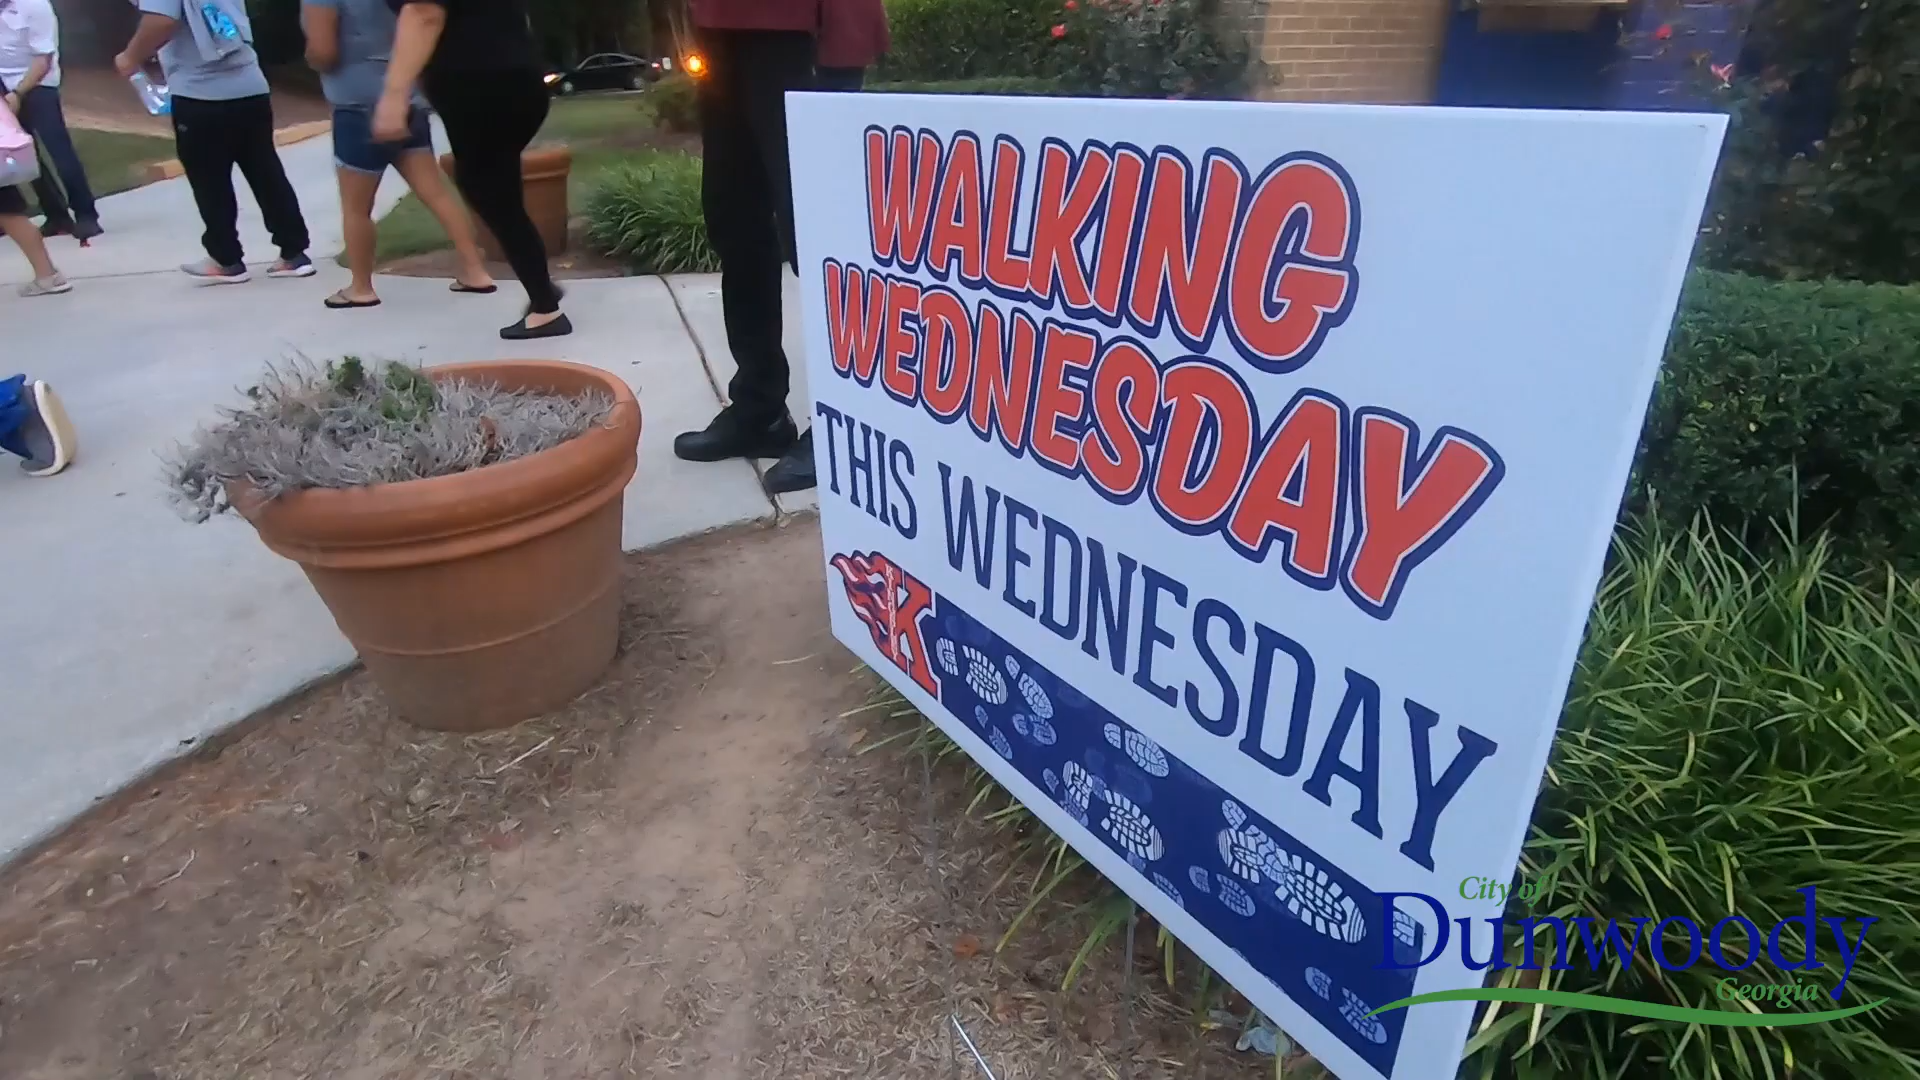 WALKING
WEDNESDAY
THIS WEDNESDAY
K
City of
Dunwoody
Georgia